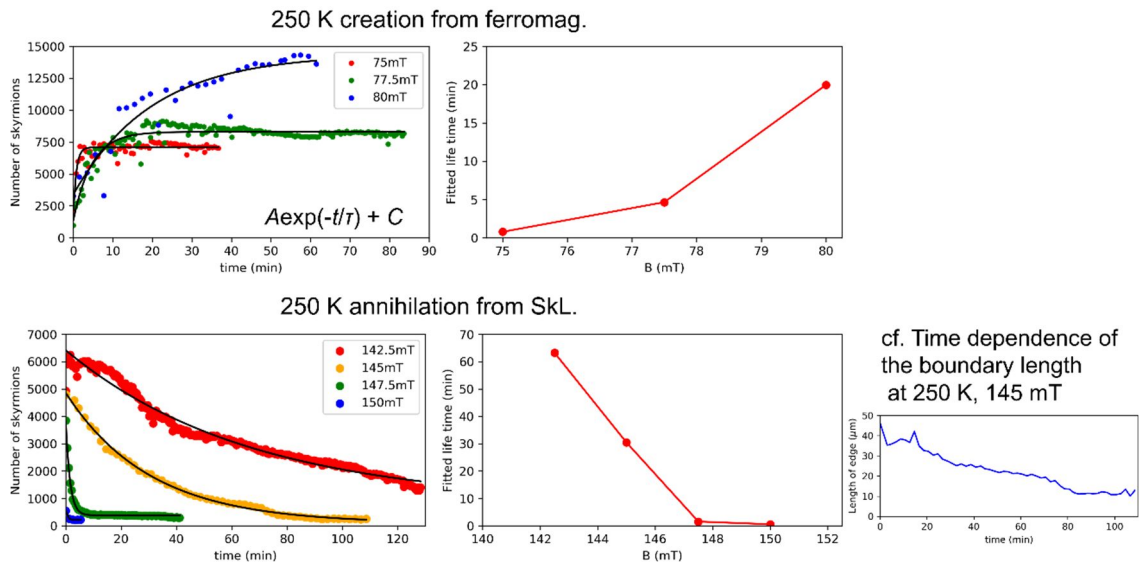 250 K creation from ferromag.
Number of skyrmions
15000
12500
10000
7500
5000
2500
0
75mT
77.5mT
80mT
Aexp(-t/τ) + C
0 10 20 30 40 50 60 70 80 90
time (min)
Fitted life time (min)
25
20
15
10
5
0
75 76 77 78 79 80
B (mT)
250 K annihilation from SkL.
Number of skyrmions
7000
6000
5000
4000
3000
2000
1000
0
142.5mT
145mT
147.5mT
150mT
0 20 40 60 80 100 120
time (min)
Fitted life time (min)
70
60
50
40
30
20
10
0
140 142 144 146 148 150 152
B (mT)
cf. Time dependence of
the boundary length
at 250 K, 145 mT
Length of edge (μm)
50
40
30
20
10
0
0 20 40 60 80 100
time (min)